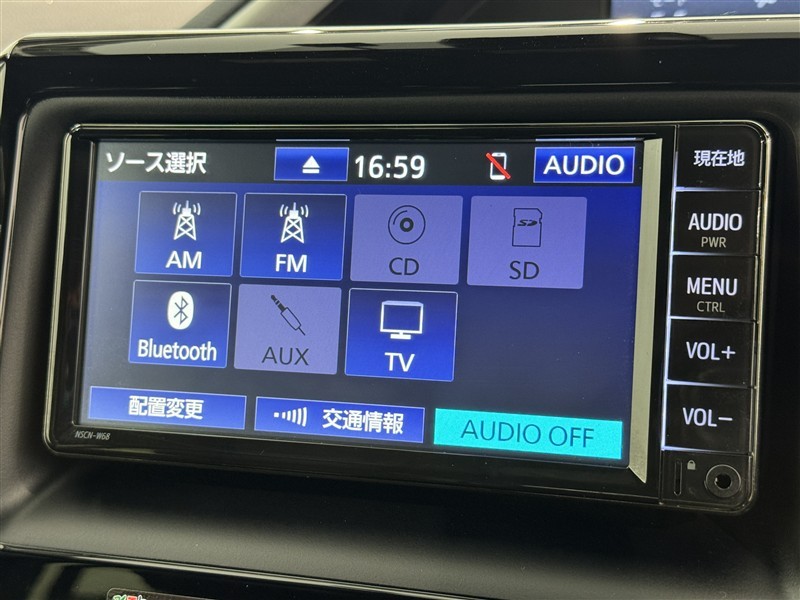 ソース選択 16:59 AUDIO
現在地
AM FM CD SD
AUDIO
PWR
MENU
CTRL
Bluetooth AUX TV
VOL+
配置変更 交通情報 AUDIO OFF
VOL-
NSCN-W68